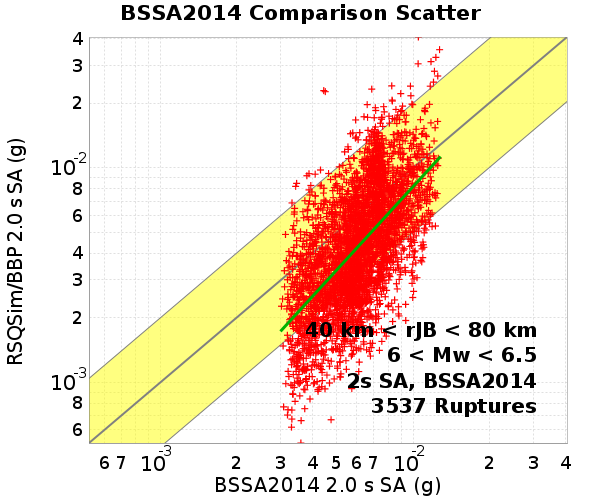 BSSA2014 Comparison Scatter
RSQSim/BBP 2.0 s SA (g)
4
3
2
10⁻²
8
6
4
3
2
10⁻³
8
6
40 km < rJB < 80 km
6 < Mw < 6.5
2s SA, BSSA2014
3537 Ruptures
6 7 10⁻³ 2 3 4 5 6 7 10⁻² 2 3 4
BSSA2014 2.0 s SA (g)